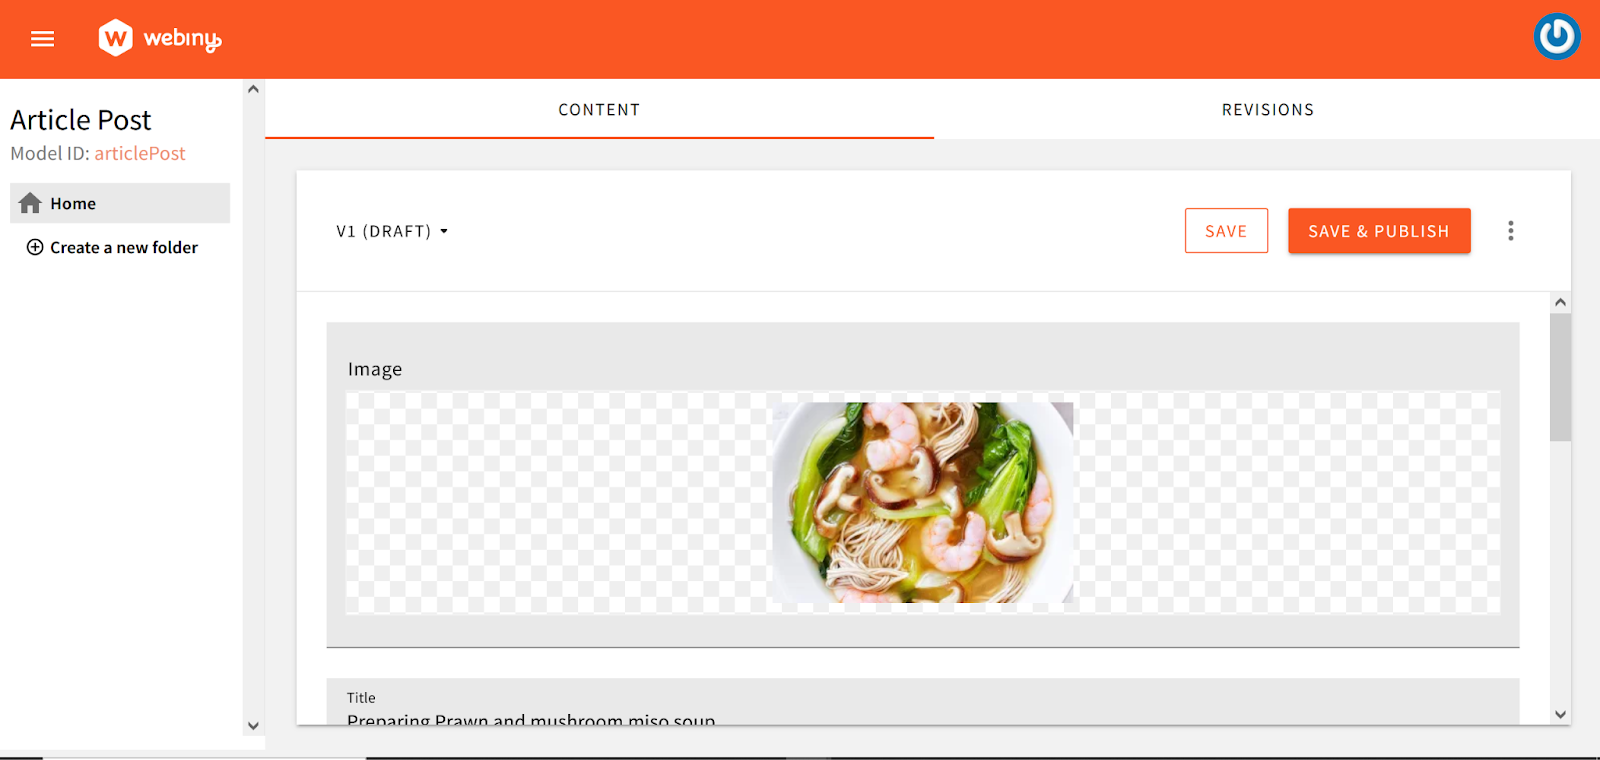 webiny
Article Post
Model ID: articlePost
Home
Create a new folder
CONTENT
REVISIONS
V1 (DRAFT)
SAVE
SAVE & PUBLISH
Image
Title
Preparing Prawn and mushroom miso soup